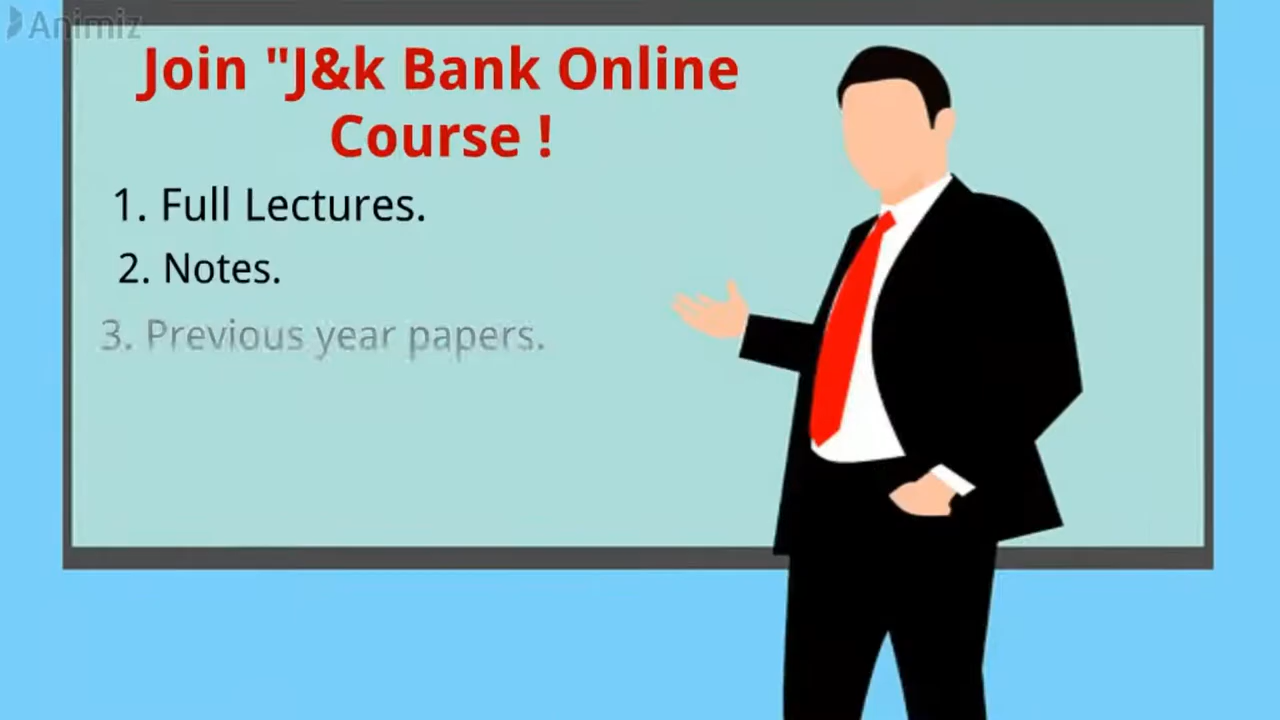 Animiz
Join "J&k Bank Online
Course !
1. Full Lectures.
2. Notes.
3. Previous year papers.